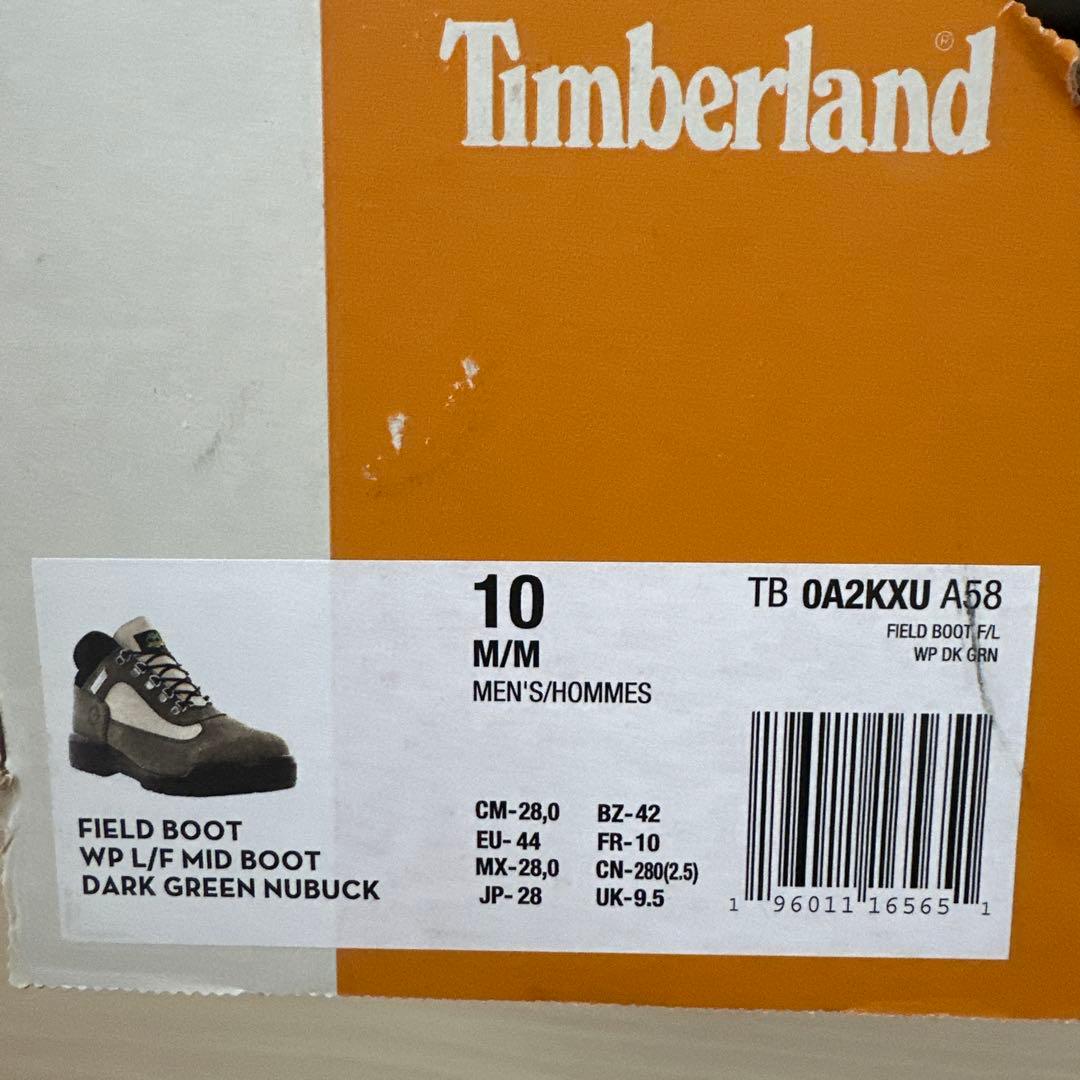 Timberland®
10
M/M
MEN'S/HOMMES
TB 0A2KXU A58
FIELD BOOT F/L
WP DK GRN
FIELD BOOT
WP L/F MID BOOT
DARK GREEN NUBUCK
CM-28,0 BZ-42
EU-44 FR-10
MX-28,0 CN-280(2.5)
JP-28 UK-9.5
1 96011 16565 1